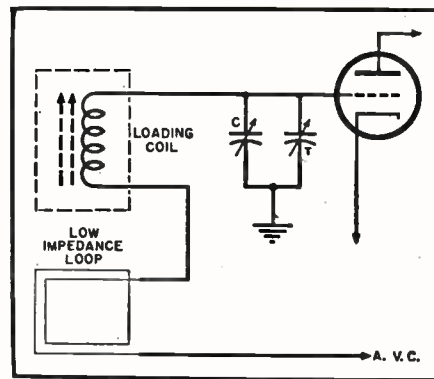 C
T
LOADING
COIL
LOW
IMPEDANCE
LOOP
A. V. C.